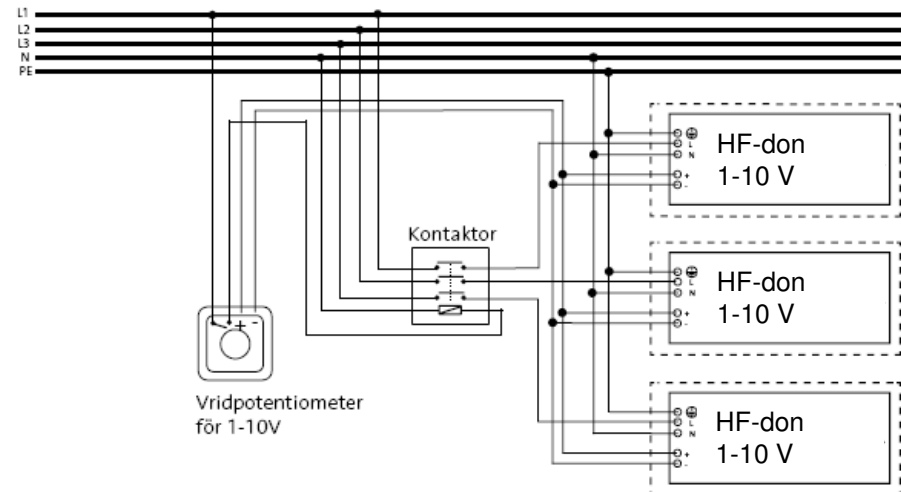 L1
L2
L3
N
PE
HF-don
1-10 V
L
N
+
-
Kontaktor
HF-don
1-10 V
L
N
+
-
+ -
Vridpotentiometer
för 1-10V
HF-don
1-10 V
L
N
+
-